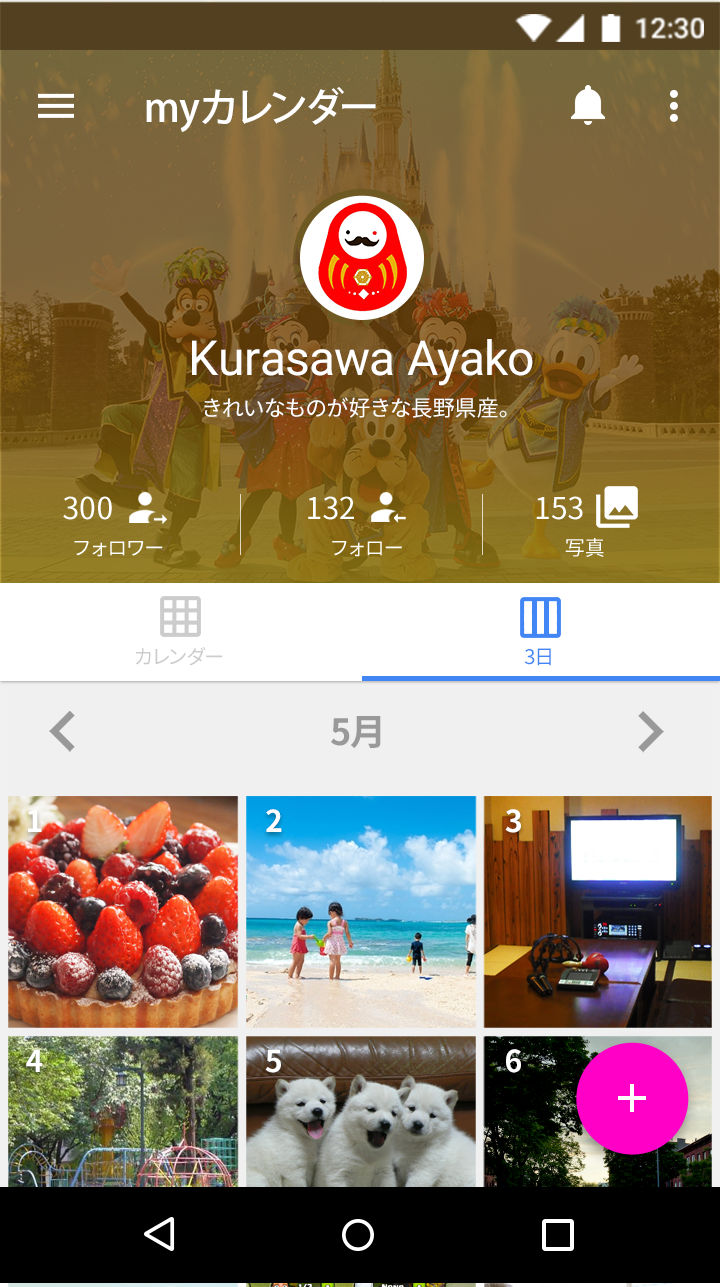 12:30
myカレンダー
Kurasawa Ayako
きれいなものが好きな長野県産。
300
132
153
フォロワー
フォロー
写真
カレンダー
3日
5月
1
2
3
4
5
6